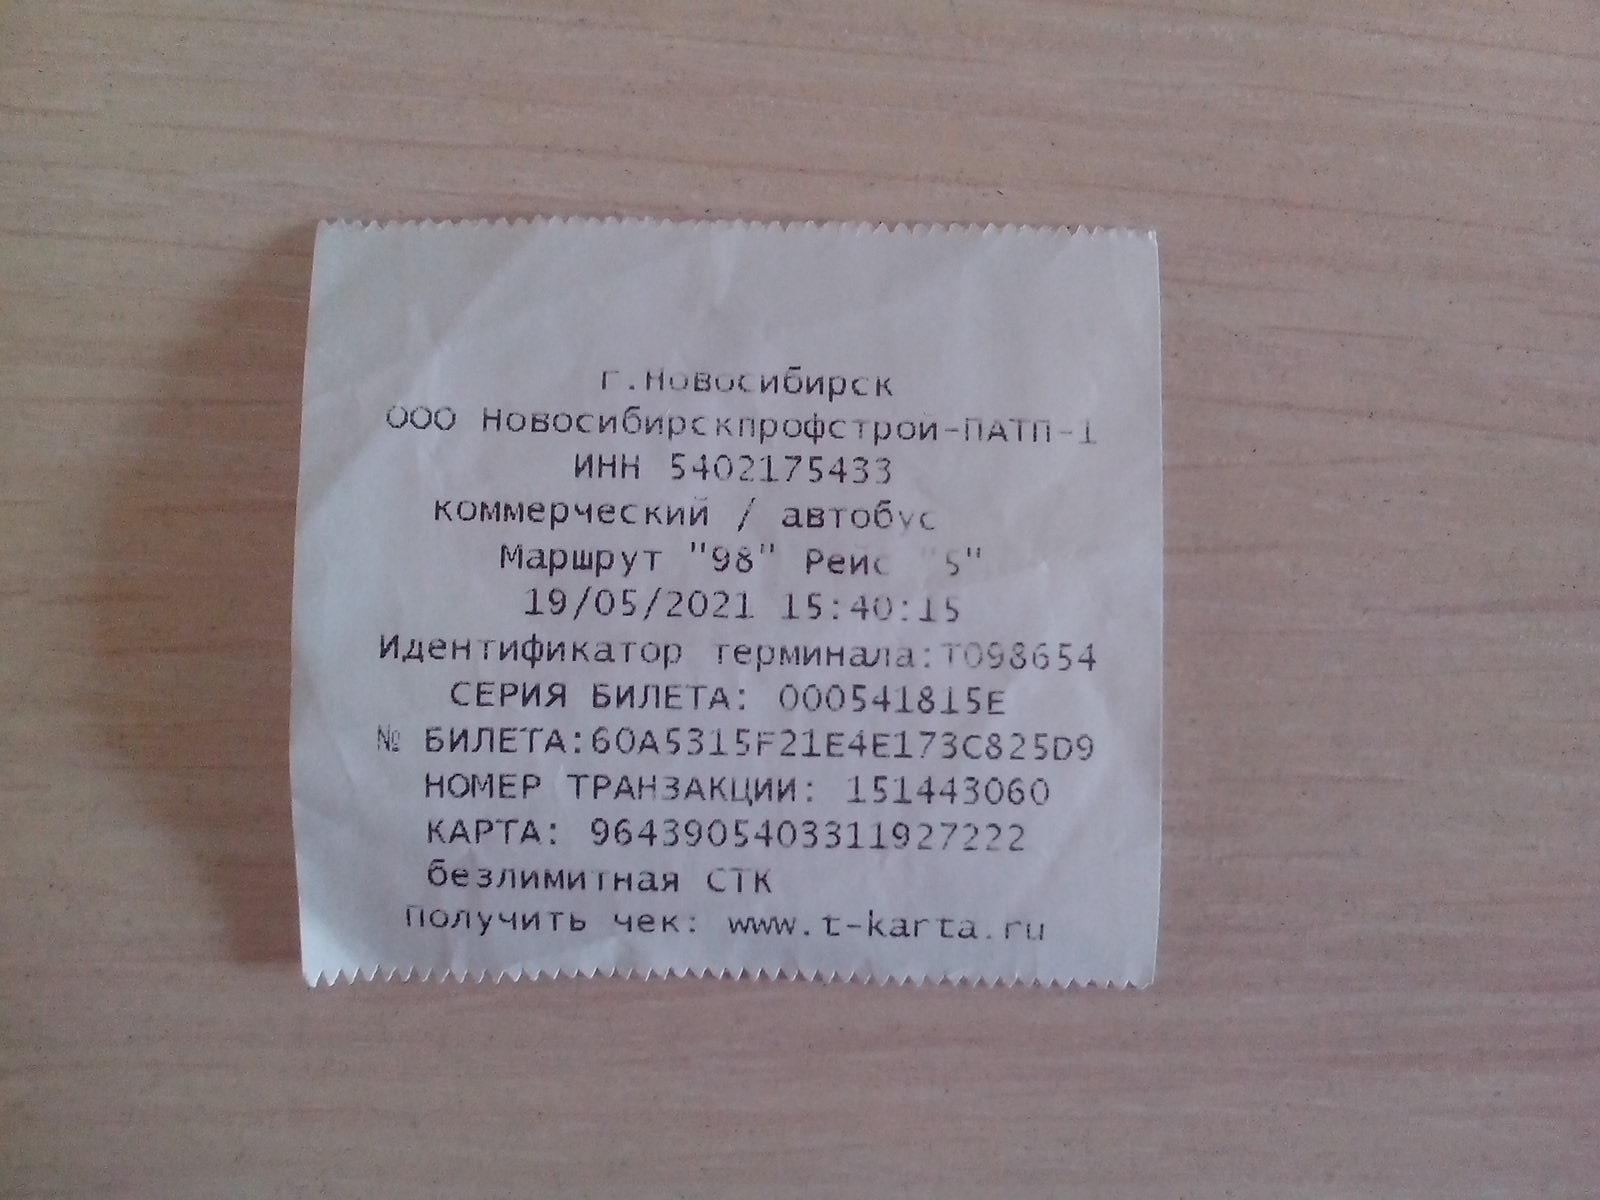 г.Новосибирск
ООО Новосибирскпрофстрой-ПАТП-1
ИНН 5402175433
коммерческий / автобус
Маршрут "98" Рейс "5"
19/05/2021 15:40:15
Идентификатор терминала:T098654
СЕРИЯ БИЛЕТА: 000541815E
№ БИЛЕТА:60A5315F21E4E173C825D9
НОМЕР ТРАНЗАКЦИИ: 151443060
КАРТА: 9643905403311927222
безлимитная СТК
Получить чек: www.t-karta.ru